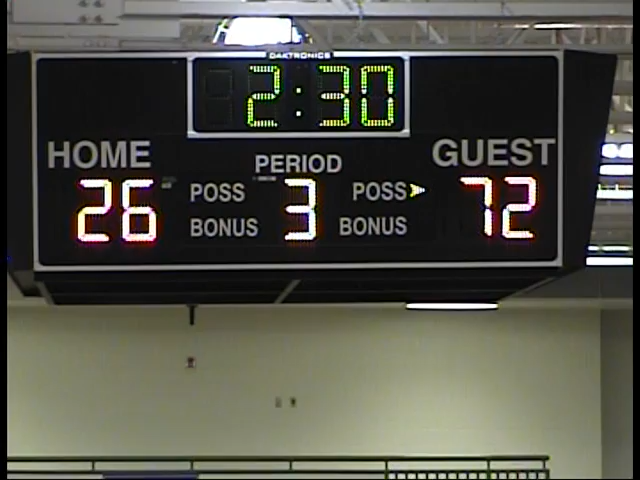 DAKTRONICS
2:30
HOME PERIOD GUEST
26 POSS 3 POSS 72
BONUS BONUS